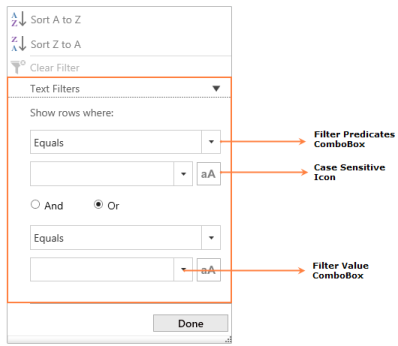 Sort A to Z
Sort Z to A
Clear Filter
Text Filters
Show rows where:
Equals
Filter Predicates
ComboBox
aA
Case Sensitive
Icon
And
Or
Equals
aA
Filter Value
ComboBox
Done